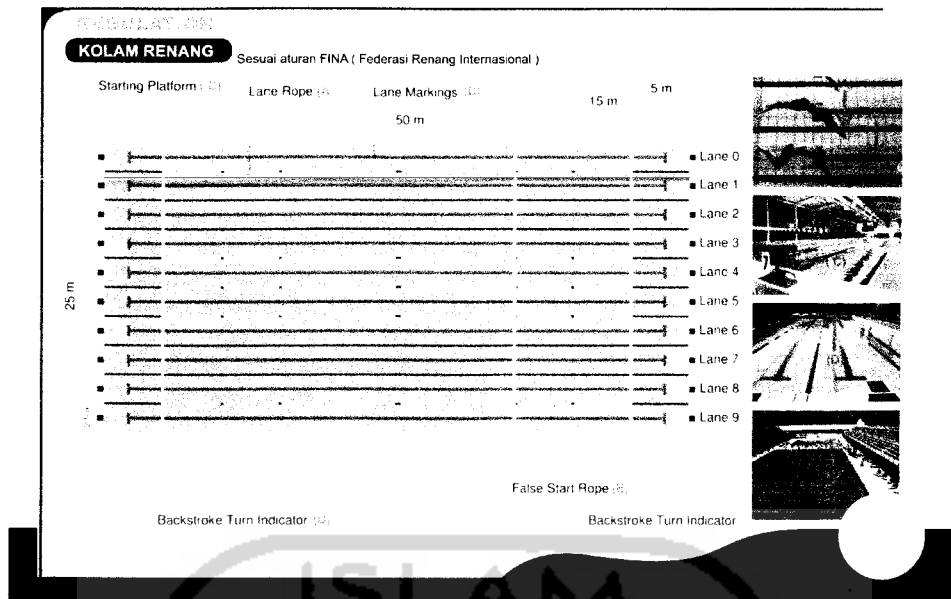 KOLAM RENANG
Sesuai aturan FINA ( Federasi Renang Internasional )
Starting Platform
Lane Rope
Lane Markings
15 m
5 m
50 m
Lane 0
Lane 1
Lane 2
Lane 3
Lane 4
Lane 5
Lane 6
Lane 7
Lane 8
Lane 9
25 m
False Start Rope
Backstroke Turn Indicator
Backstroke Turn Indicator
ISLAM